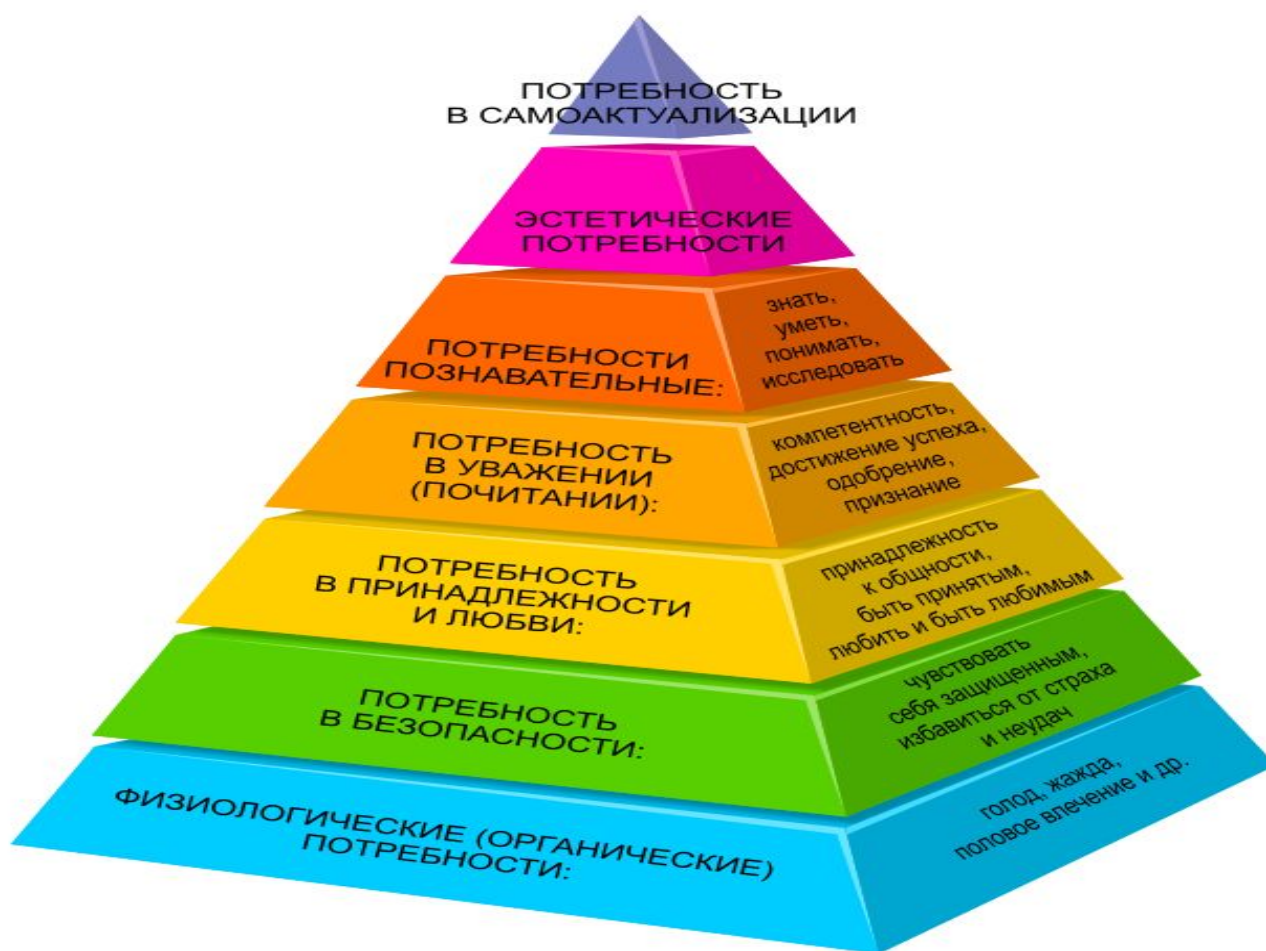 ПОТРЕБНОСТЬ
В САМОАКТУАЛИЗАЦИИ
ЭСТЕТИЧЕСКИЕ
ПОТРЕБНОСТИ
ПОТРЕБНОСТИ
ПОЗНАВАТЕЛЬНЫЕ:
знать,
уметь,
понимать,
исследовать
ПОТРЕБНОСТЬ
В УВАЖЕНИИ
(ПОЧИТАНИИ):
компетентность,
достижение успеха,
одобрение,
признание
ПОТРЕБНОСТЬ
В ПРИНАДЛЕЖНОСТИ
И ЛЮБВИ:
принадлежность
к общности,
быть принятым,
любить и быть любимым
ПОТРЕБНОСТЬ
В БЕЗОПАСНОСТИ:
чувствовать
себя защищенным,
избавиться от страха
и неудач
ФИЗИОЛОГИЧЕСКИЕ (ОРГАНИЧЕСКИЕ)
ПОТРЕБНОСТИ:
голод, жажда,
половое влечение и др.